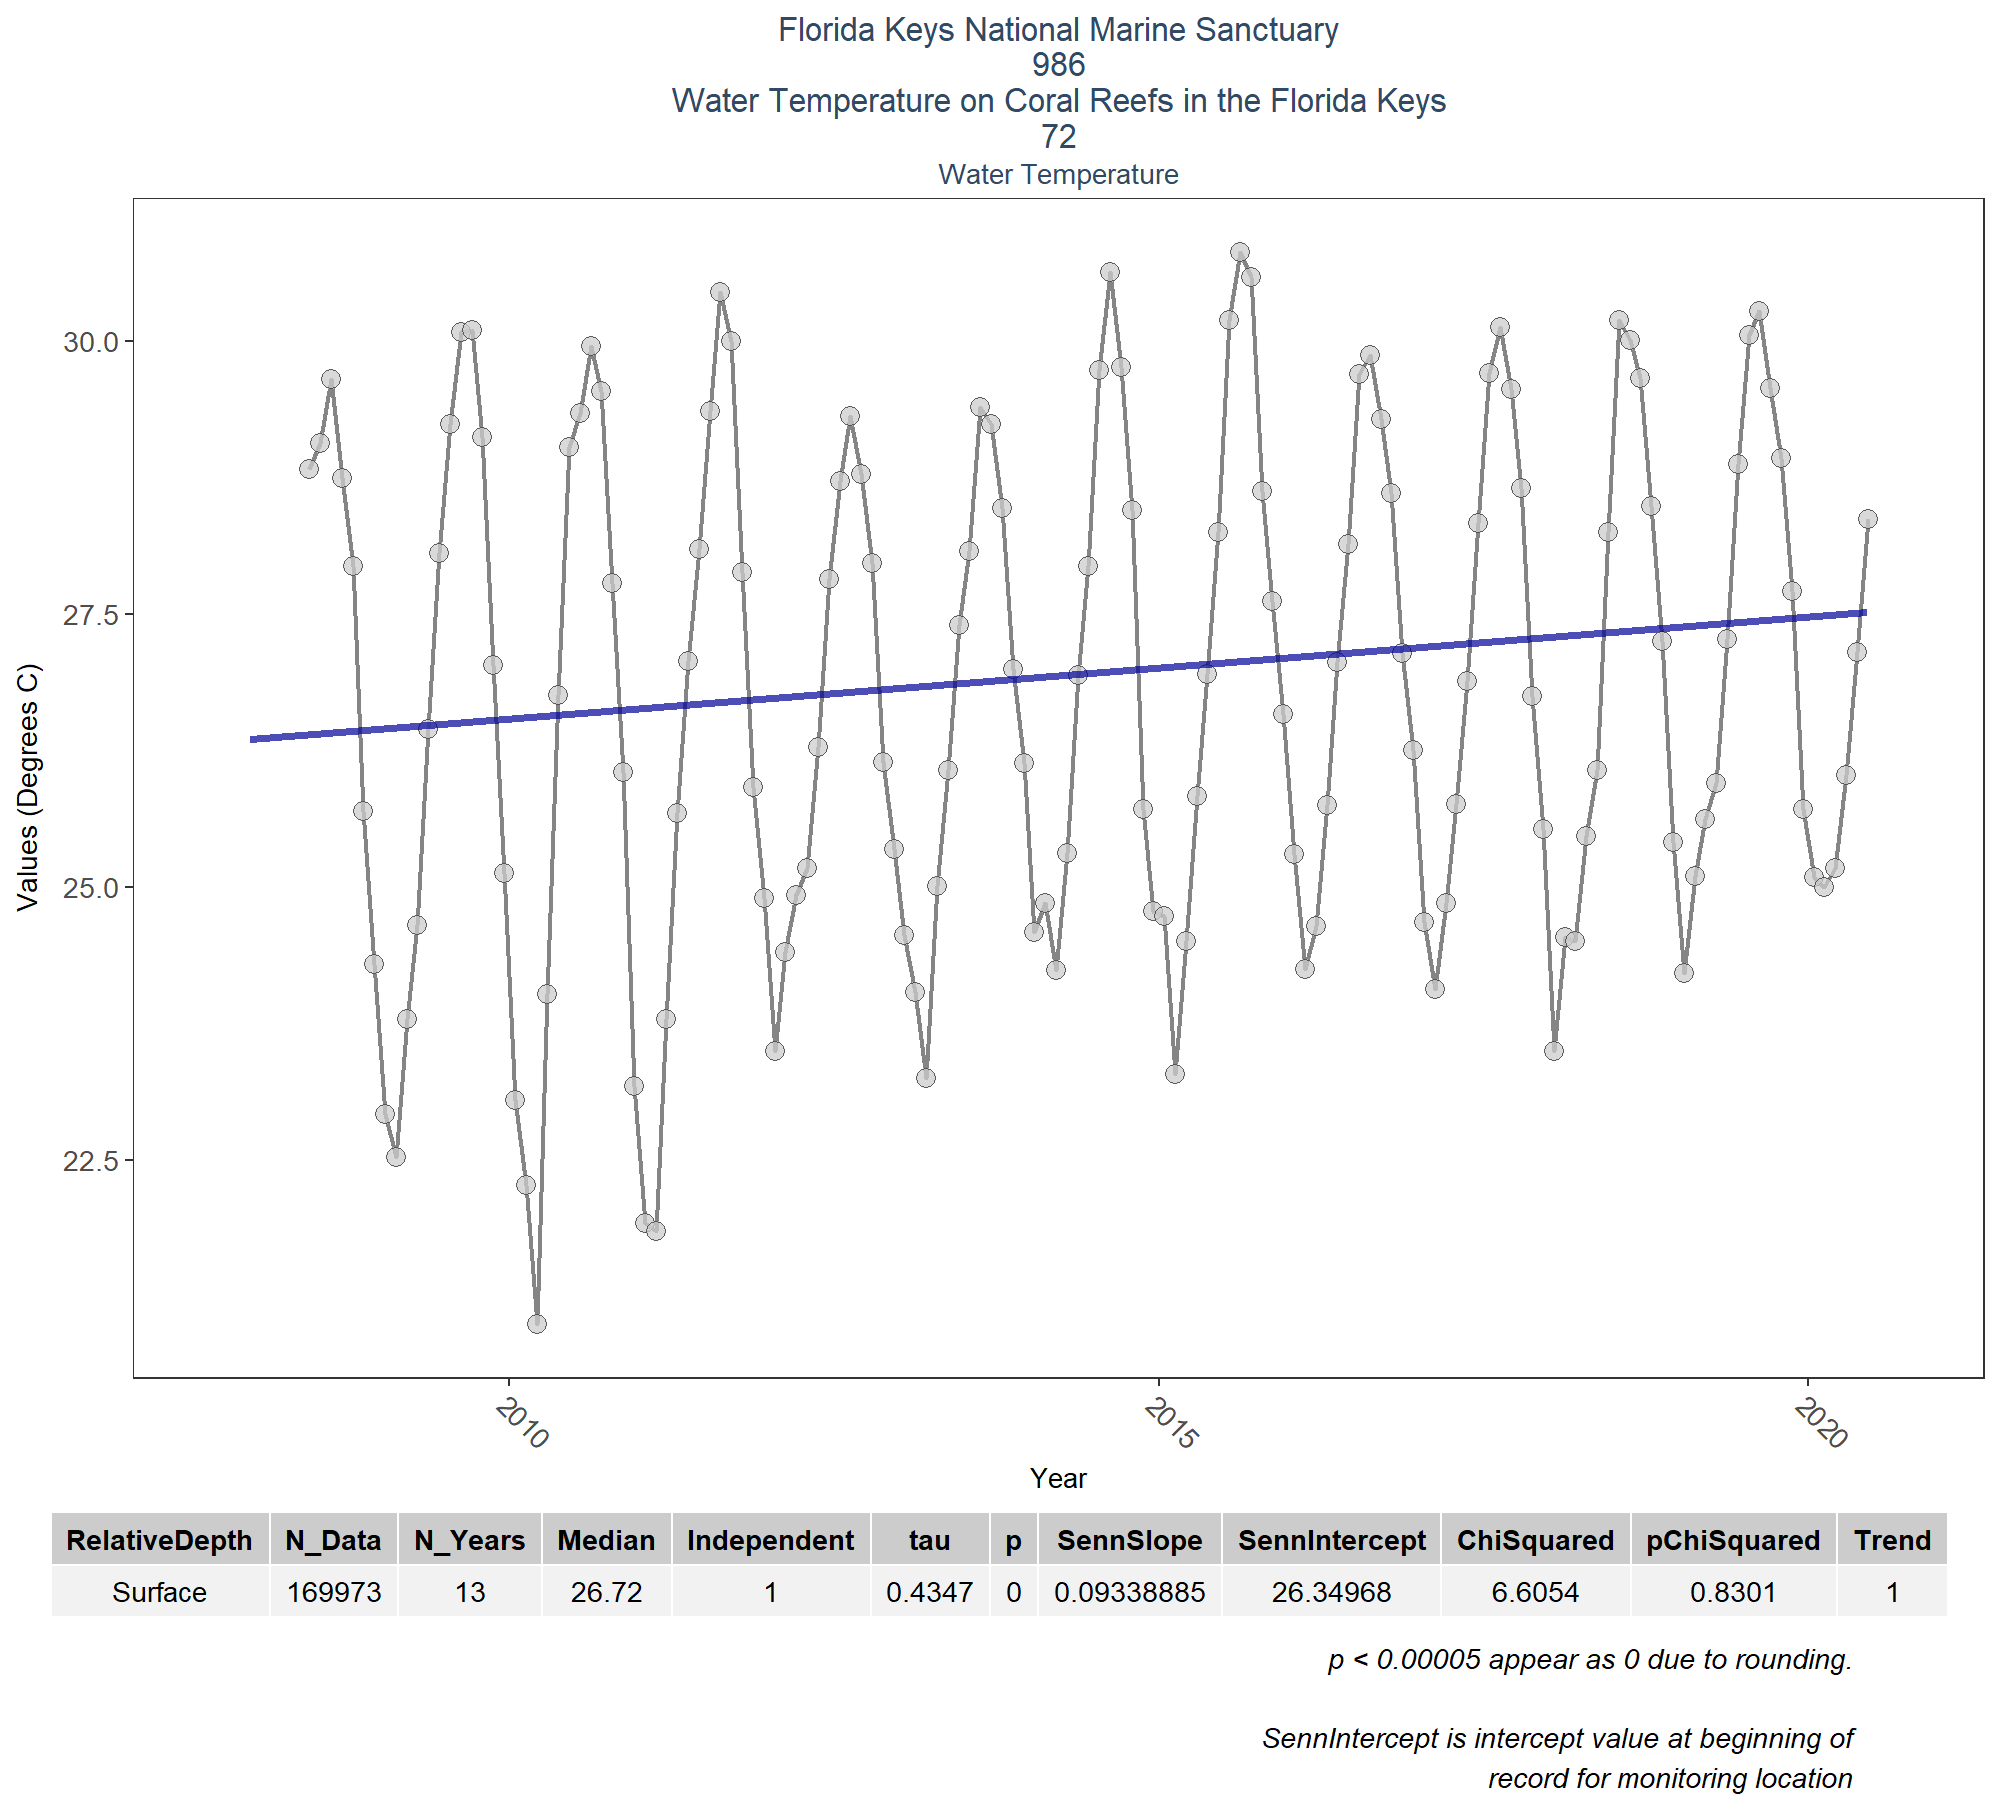 Florida Keys National Marine Sanctuary
986
Water Temperature on Coral Reefs in the Florida Keys
72
Water Temperature
Values (Degrees C)
30.0
27.5
25.0
22.5
2010
2015
2020
Year
RelativeDepth N_Data N_Years Median Independent tau p SennSlope SennIntercept ChiSquared pChiSquared Trend
Surface 169973 13 26.72 1 0.4347 0 0.09338885 26.34968 6.6054 0.8301 1
p < 0.00005 appear as 0 due to rounding.
SennIntercept is intercept value at beginning of
record for monitoring location